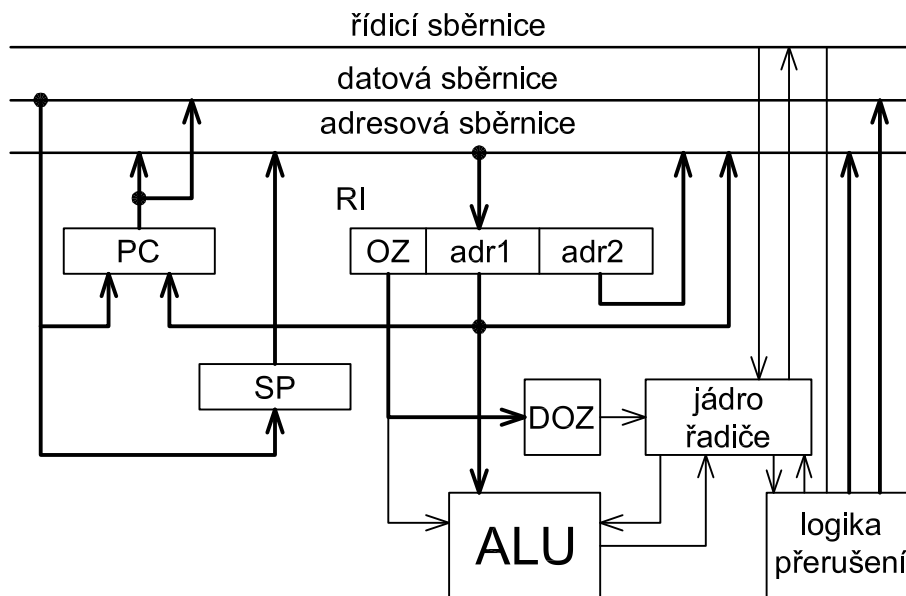 řídicí sběrnice
datová sběrnice
adresová sběrnice
RI
PC
OZ
adr1
adr2
SP
DOZ
jádro
řadiče
ALU
logika
přerušení